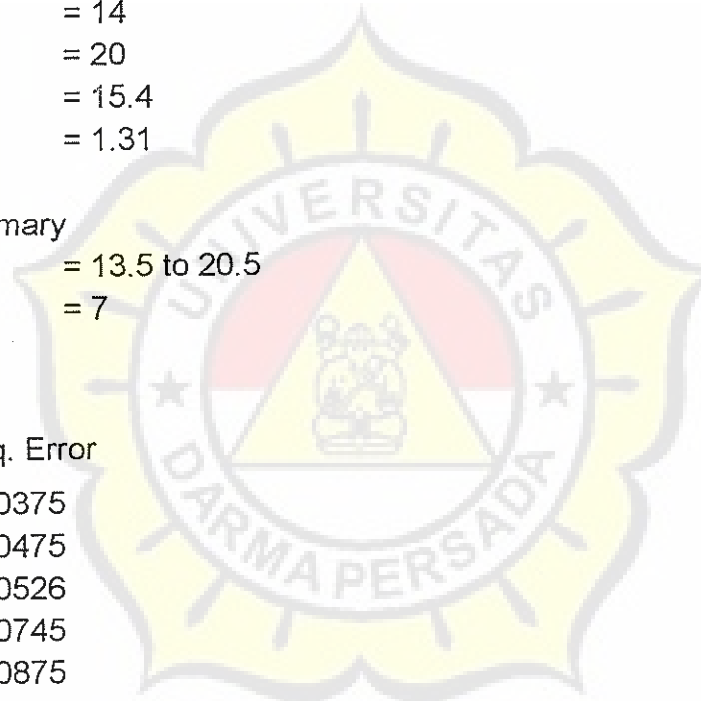 = 14
= 20
= 15.4
= 1.31
mary
= 13.5 to 20.5
= 7
q. Error
0375
0475
0526
0745
0875
UNIVERSITAS
DARMA PERSADA